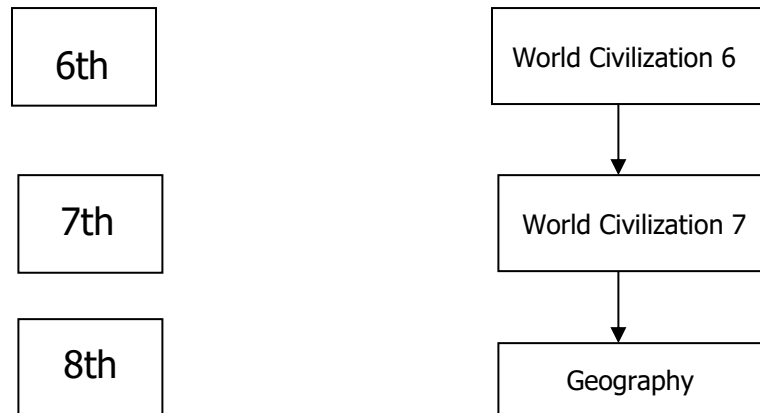 6th
World Civilization 6
7th
World Civilization 7
8th
Geography